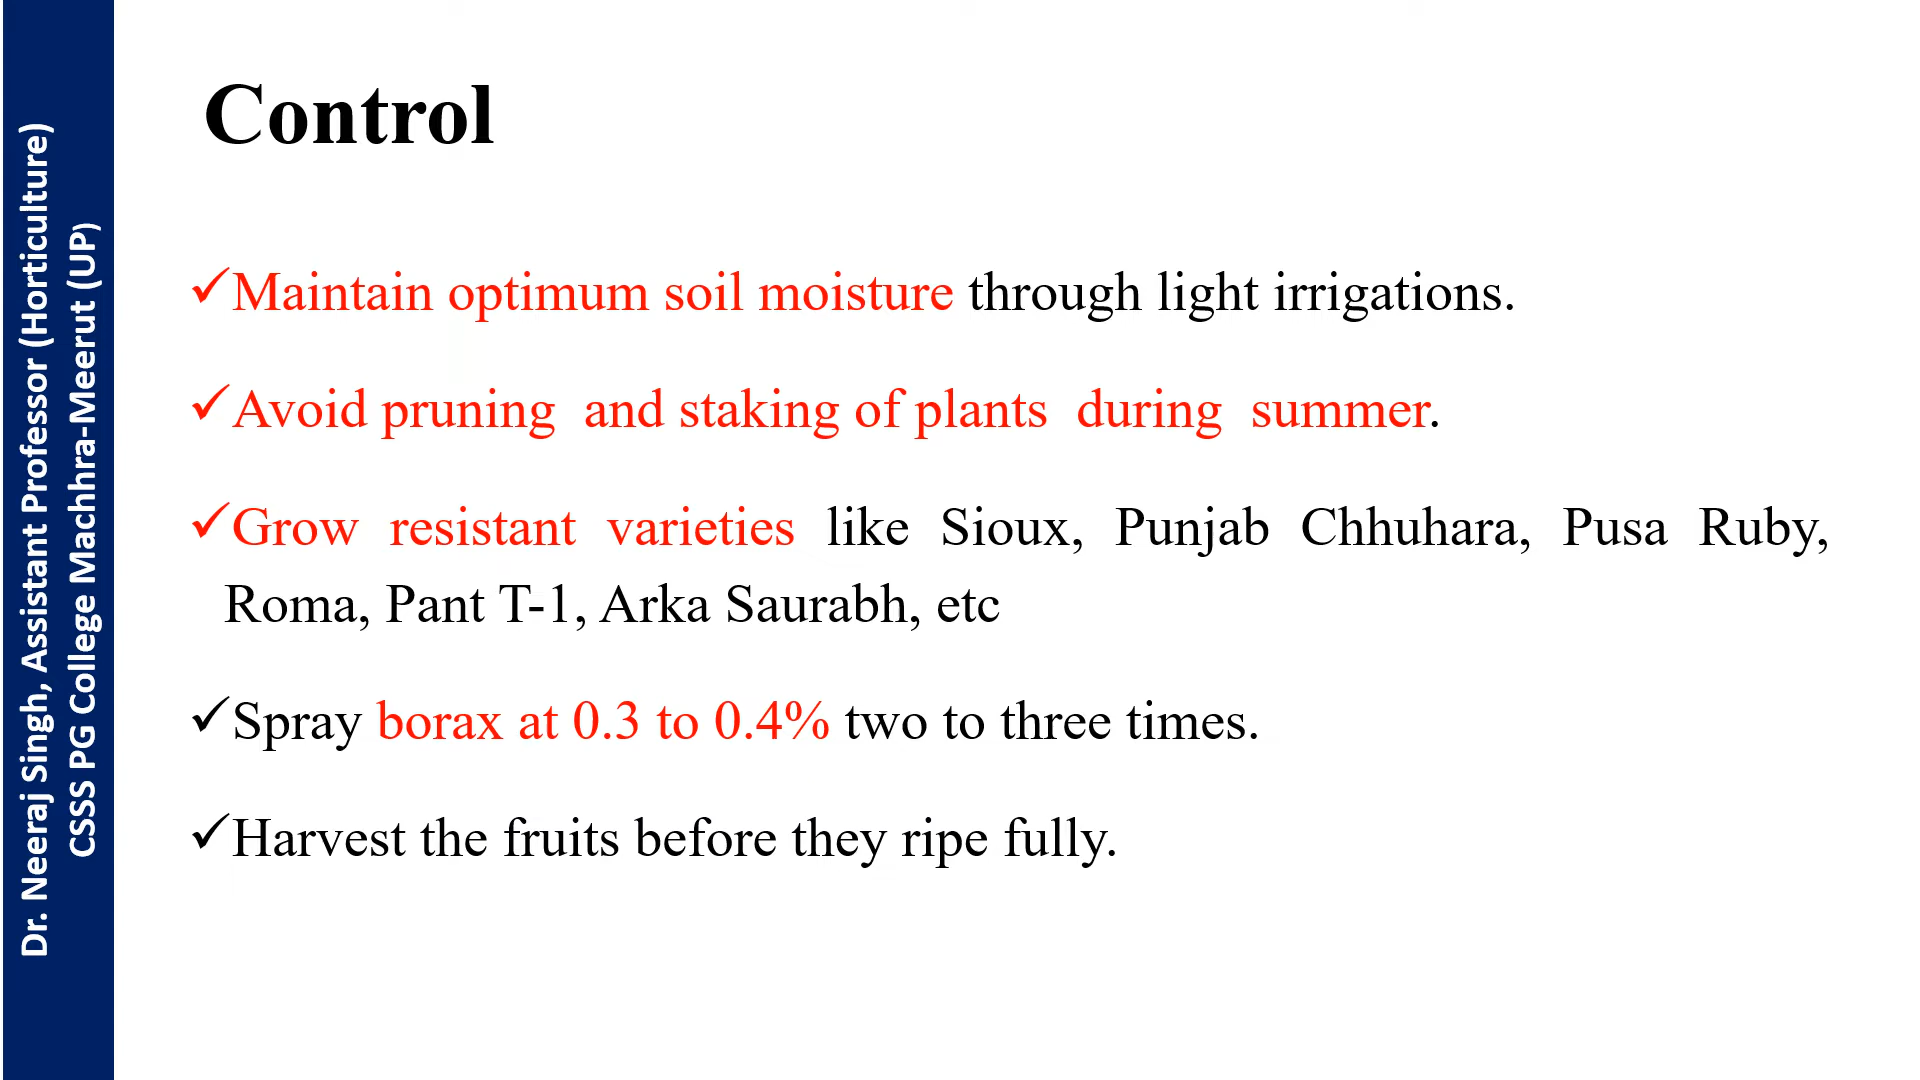 Dr. Neeraj Singh, Assistant Professor (Horticulture)
CSSS PG College Machhra-Meerut (UP)
Control
✓Maintain optimum soil moisture through light irrigations.
✓Avoid pruning and staking of plants during summer.
✓Grow resistant varieties like Sioux, Punjab Chhuhara, Pusa Ruby,
Roma, Pant T-1, Arka Saurabh, etc
✓Spray borax at 0.3 to 0.4% two to three times.
✓Harvest the fruits before they ripe fully.